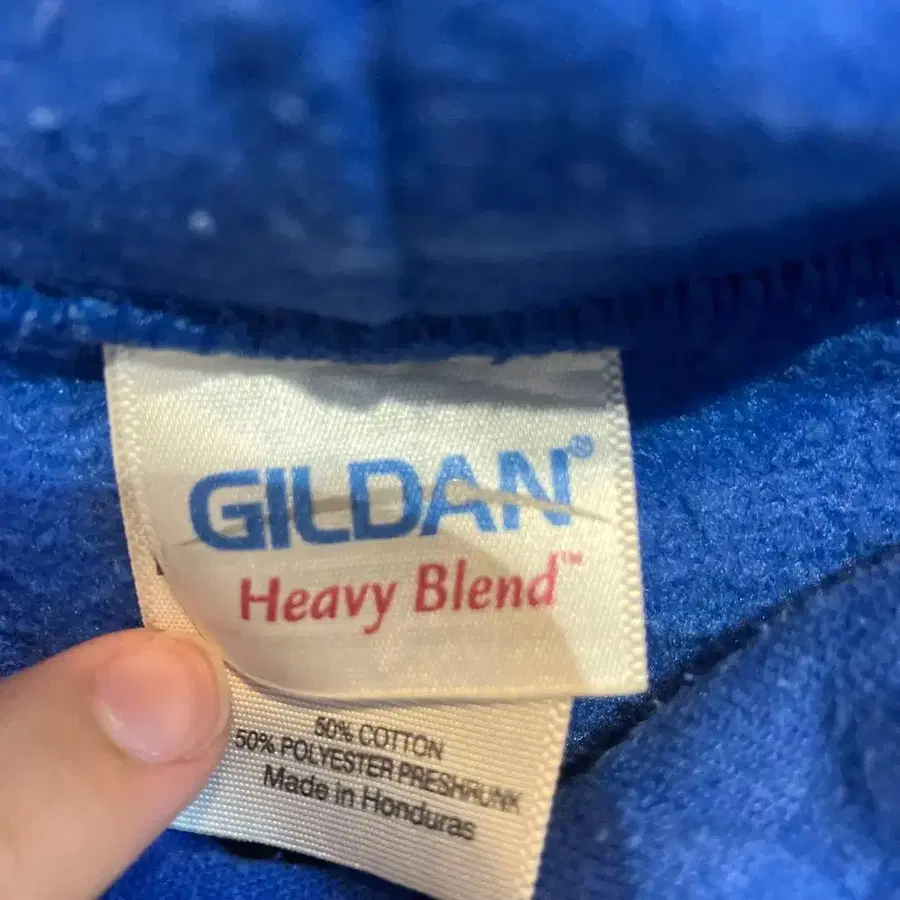 GILDAN®
Heavy Blend™
50% COTTON
50% POLYESTER PRESHRUNK
Made in Honduras